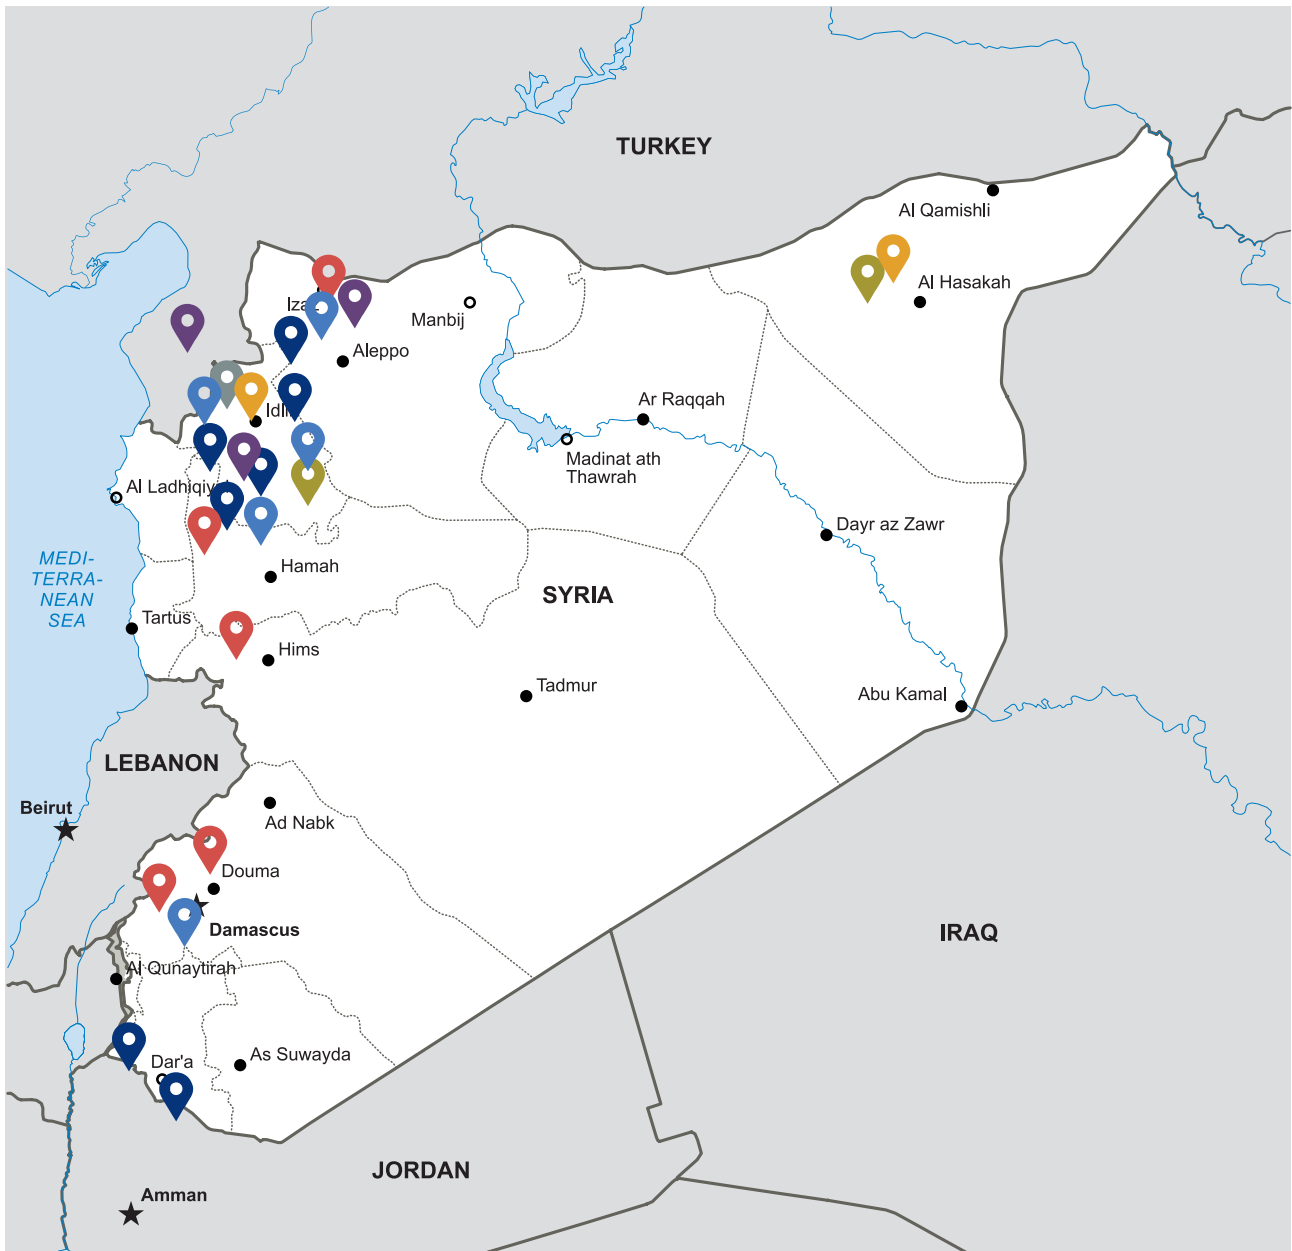 TURKEY
Al Qamishli
Al Hasakah
Manbij
Aleppo
Ar Raqqah
Madinat ath
Thawrah
Dayr az Zawr
MEDI-
TERRA-
NEAN
SEA
Hamah
SYRIA
Tartus
Hims
Tadmur
Abu Kamal
LEBANON
Beirut
Ad Nabk
Douma
Damascus
IRAQ
Al Qunaytirah
Dar'a
As Suwayda
JORDAN
Amman